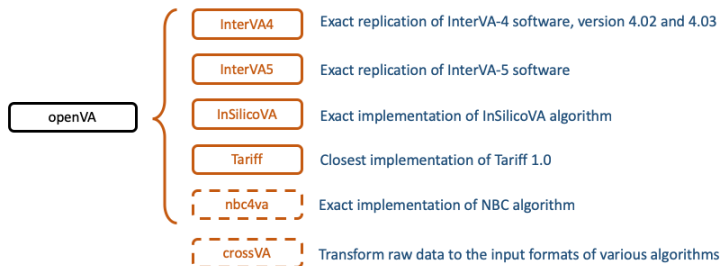 InterVA4 Exact replication of InterVA-4 software, version 4.02 and 4.03
InterVA5 Exact replication of InterVA-5 software
InSilicoVA Exact implementation of InSilicoVA algorithm
openVA
Tariff Closest implementation of Tariff 1.0
nbc4va Exact implementation of NBC algorithm
crossVA Transform raw data to the input formats of various algorithms